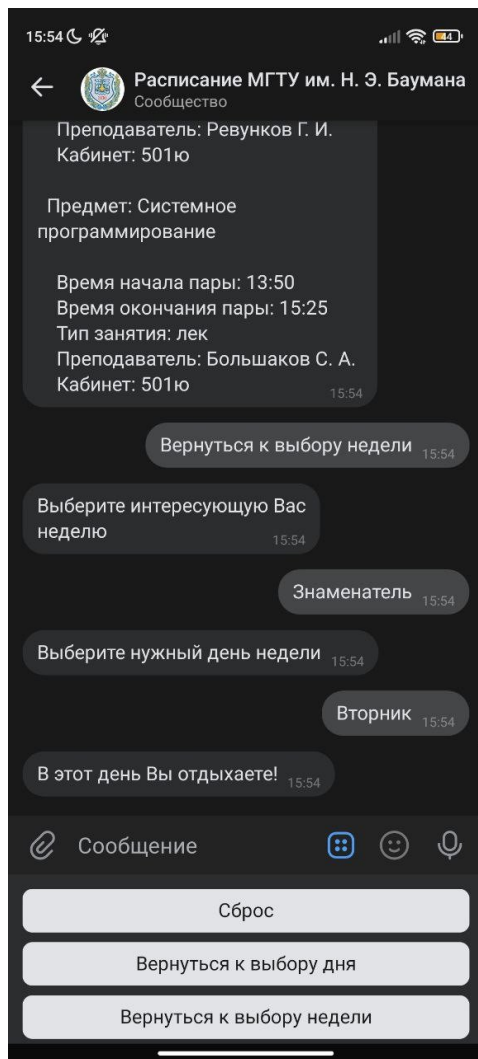 15:54
44
Расписание МГТУ им. Н. Э. Баумана
Сообщество
Преподаватель: Ревунков Г. И.
Кабинет: 501ю
Предмет: Системное
программирование
Время начала пары: 13:50
Время окончания пары: 15:25
Тип занятия: лек
Преподаватель: Большаков С. А.
Кабинет: 501ю
15:54
Вернуться к выбору недели 15:54
Выберите интересующую Вас
неделю
15:54
Знаменатель 15:54
Выберите нужный день недели 15:54
Вторник 15:54
В этот день Вы отдыхаете! 15:54
Сообщение
Сброс
Вернуться к выбору дня
Вернуться к выбору недели